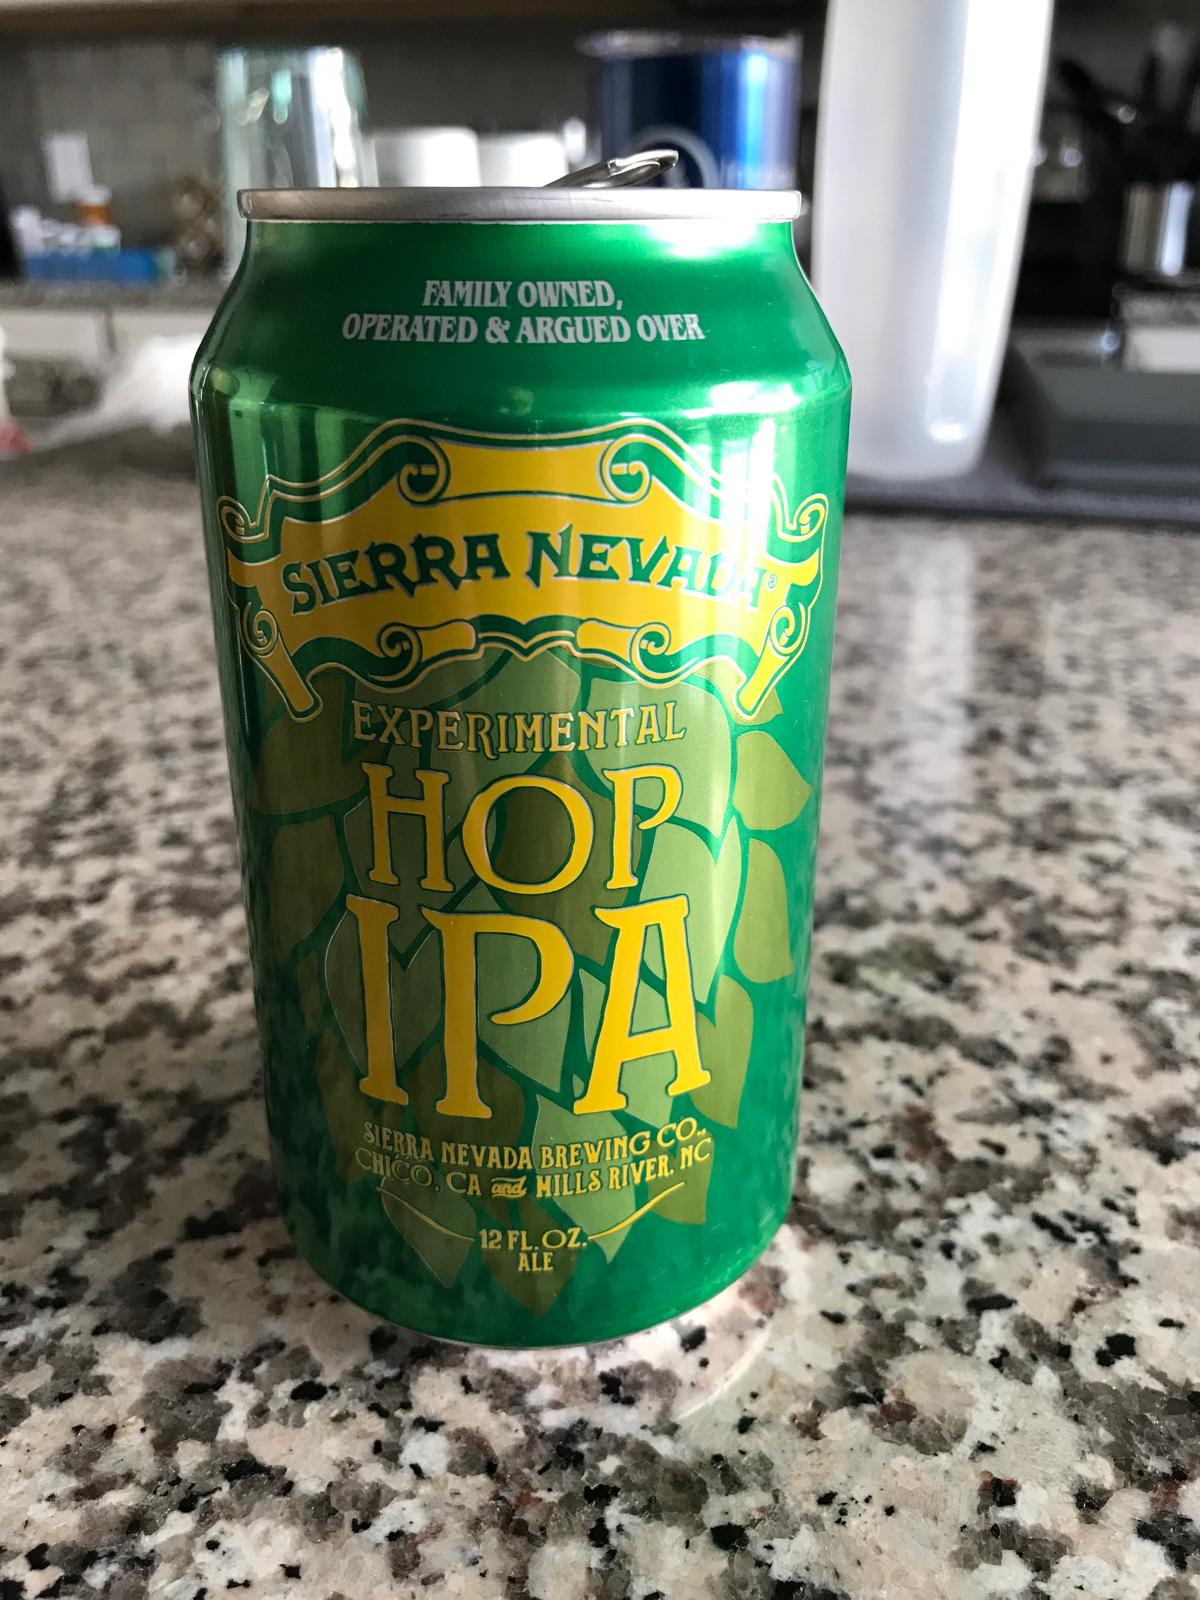 FAMILY OWNED,
OPERATED & ARGUED OVER
SIERRA NEVADA®
EXPERIMENTAL
HOP
IPA
SIERRA NEVADA BREWING CO.,
CHICO, CA and MILLS RIVER, NC
12 FL. OZ.
ALE